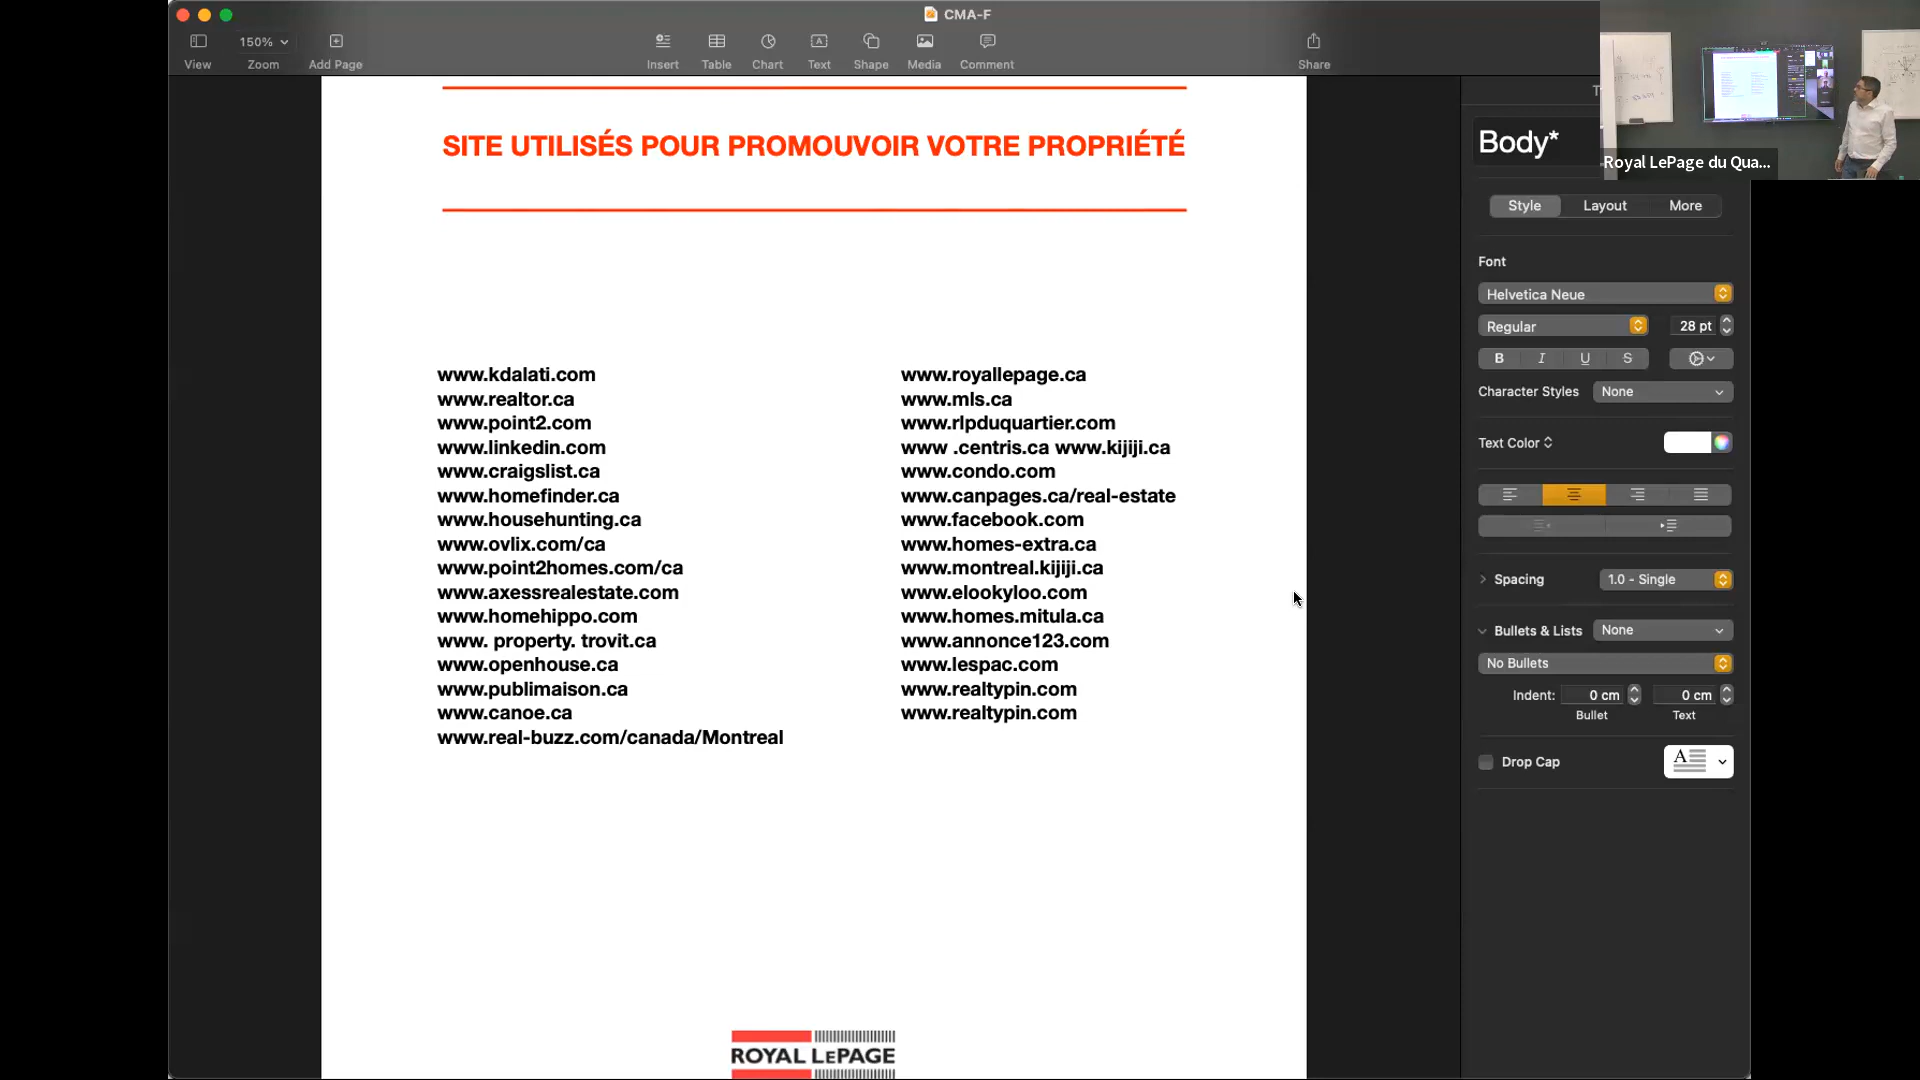 CMA-F
150%
View
Zoom
Add Page
Insert
Table
Chart
Text
Shape
Media
Comment
Share
SITE UTILISÉS POUR PROMOUVOIR VOTRE PROPRIÉTÉ
www.kdalati.com
www.realtor.ca
www.point2.com
www.linkedin.com
www.craigslist.ca
www.homefinder.ca
www.househunting.ca
www.ovlix.com/ca
www.point2homes.com/ca
www.axessrealestate.com
www.homehippo.com
www. property. trovit.ca
www.openhouse.ca
www.publimaison.ca
www.canoe.ca
www.real-buzz.com/canada/Montreal
www.royallepage.ca
www.mls.ca
www.rlpduquartier.com
www .centris.ca www.kijiji.ca
www.condo.com
www.canpages.ca/real-estate
www.facebook.com
www.homes-extra.ca
www.montreal.kijiji.ca
www.elookyloo.com
www.homes.mitula.ca
www.annonce123.com
www.lespac.com
www.realtypin.com
www.realtypin.com
ROYAL LEPAGE
Royal LePage du Qua...
Body*
Style Layout More
Font
Helvetica Neue
Regular 28 pt
B I U S
Character Styles None
Text Color
Spacing 1.0 - Single
Bullets & Lists None
No Bullets
Indent: 0 cm 0 cm
Bullet Text
Drop Cap
A